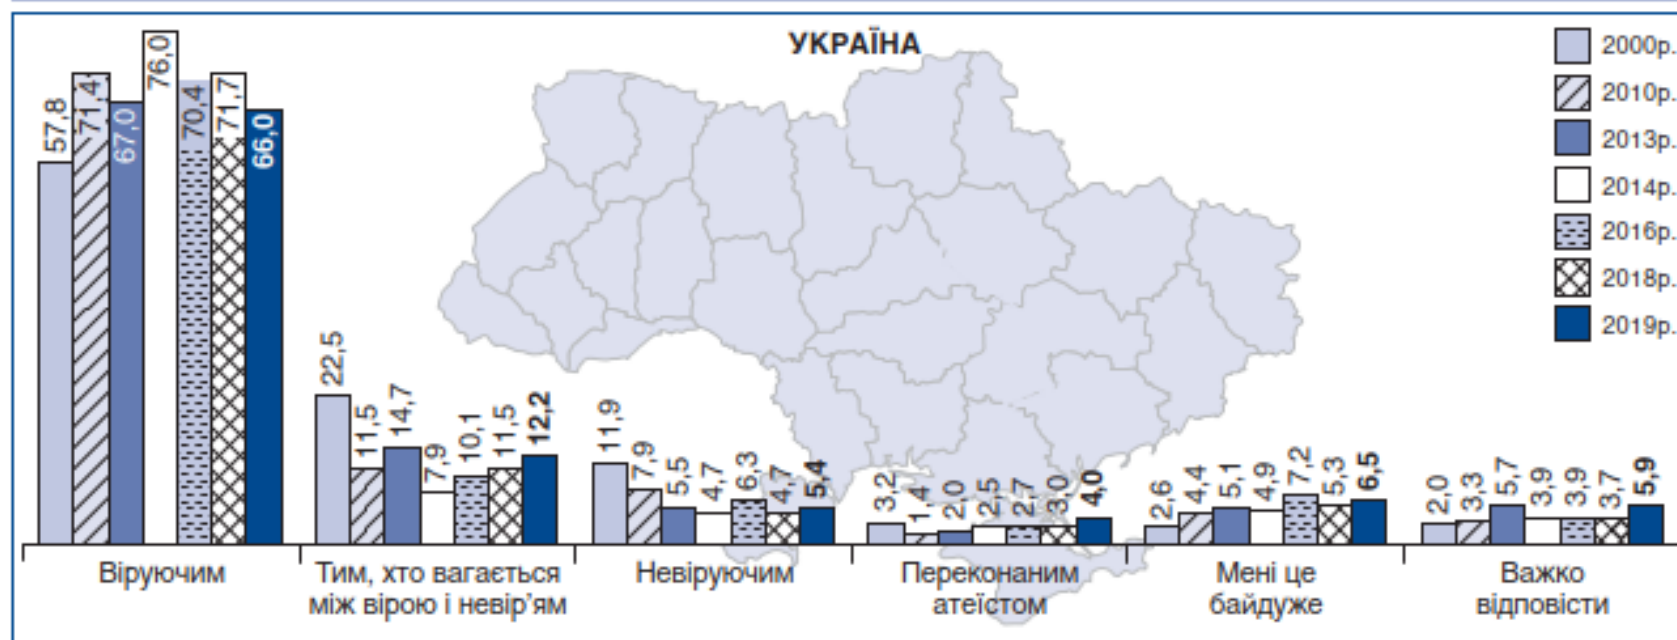 УКРАЇНА
2000р.
2010р.
2013р.
2014р.
2016р.
2018р.
2019р.
57,8
71,4
67,0
76,0
70,4
71,7
66,0
22,5
11,5
14,7
7,9
10,1
11,5
12,2
11,9
7,9
5,5
4,7
6,3
4,7
5,4
3,2
1,4
2,0
2,5
2,7
3,0
4,0
2,6
4,4
5,1
4,9
7,2
5,3
6,5
2,0
3,3
5,7
3,9
3,9
3,7
5,9
Віруючим
Тим, хто вагається
між вірою і невір’ям
Невіруючим
Переконаним
атеїстом
Мені це
байдуже
Важко
відповісти